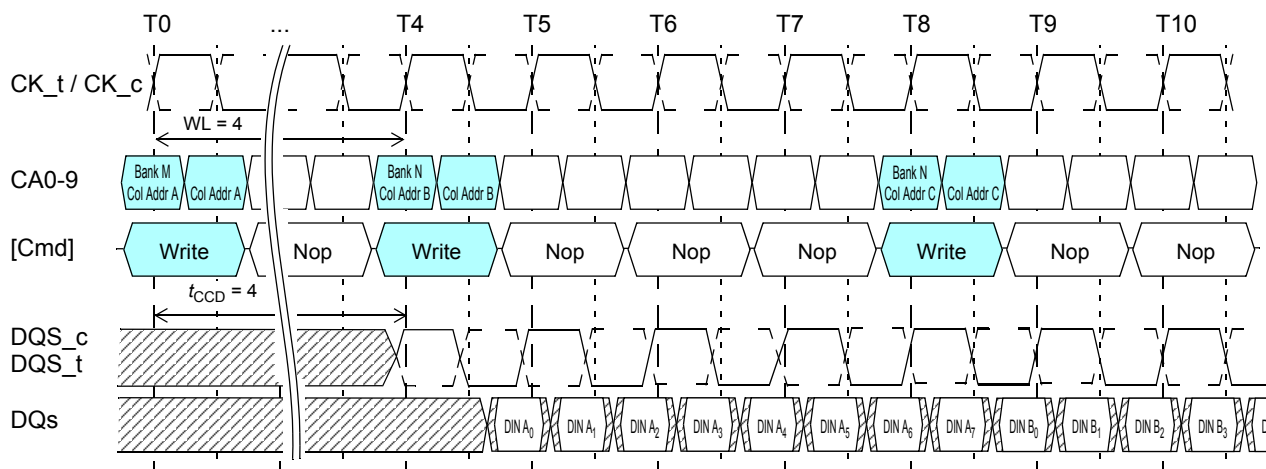 T0 ... T4 T5 T6 T7 T8 T9 T10
CK_t / CK_c
WL = 4
CA0-9 Bank M Col Addr A Col Addr A Bank N Col Addr B Col Addr B Bank N Col Addr C Col Addr C
[Cmd] Write Nop Write Nop Nop Nop Write Nop Nop
tCCD = 4
DQS_c
DQS_t
DQs DIN A0 DIN A1 DIN A2 DIN A3 DIN A4 DIN A5 DIN A6 DIN A7 DIN B0 DIN B1 DIN B2 DIN B3 D